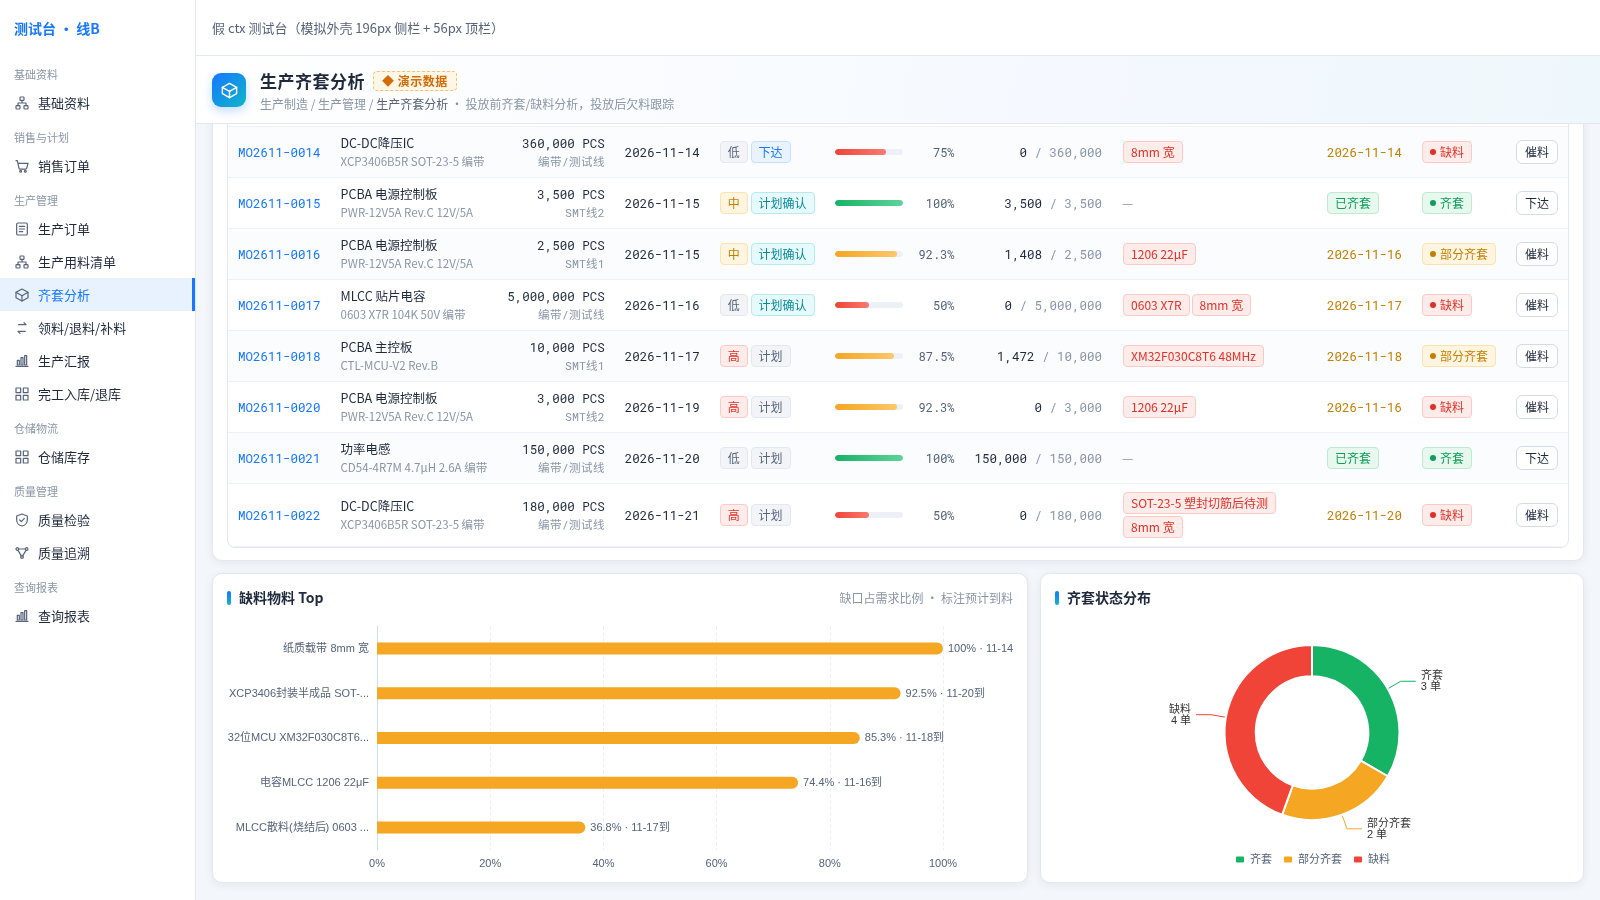 测试台 · 线B
基础资料
基础资料
销售与计划
销售订单
生产管理
生产订单
生产用料清单
齐套分析
领料/退料/补料
生产汇报
完工入库/退库
仓储物流
仓储库存
质量管理
质量检验
质量追溯
查询报表
查询报表
假 ctx 测试台（模拟外壳 196px 侧栏 + 56px 顶栏）
生产齐套分析 ◆ 演示数据
生产制造 / 生产管理 / 生产齐套分析 · 投放前齐套/缺料分析，投放后欠料跟踪
MO2611-0014 DC-DC降压IC 360,000 PCS 2026-11-14 低 下达 75% 0 / 360,000 8mm 宽 2026-11-14 缺料 催料
XCP3406B5R SOT-23-5 编带 编带/测试线
MO2611-0015 PCBA 电源控制板 3,500 PCS 2026-11-15 中 计划确认 100% 3,500 / 3,500 — 已齐套 齐套 下达
PWR-12V5A Rev.C 12V/5A SMT线2
MO2611-0016 PCBA 电源控制板 2,500 PCS 2026-11-15 中 计划确认 92.3% 1,408 / 2,500 1206 22μF 2026-11-16 部分齐套 催料
PWR-12V5A Rev.C 12V/5A SMT线1
MO2611-0017 MLCC 贴片电容 5,000,000 PCS 2026-11-16 低 计划确认 50% 0 / 5,000,000 0603 X7R 8mm 宽 2026-11-17 缺料 催料
0603 X7R 104K 50V 编带 编带/测试线
MO2611-0018 PCBA 主控板 10,000 PCS 2026-11-17 高 计划 87.5% 1,472 / 10,000 XM32F030C8T6 48MHz 2026-11-18 部分齐套 催料
CTL-MCU-V2 Rev.B SMT线1
MO2611-0020 PCBA 电源控制板 3,000 PCS 2026-11-19 高 计划 92.3% 0 / 3,000 1206 22μF 2026-11-16 缺料 催料
PWR-12V5A Rev.C 12V/5A SMT线2
MO2611-0021 功率电感 150,000 PCS 2026-11-20 低 计划 100% 150,000 / 150,000 — 已齐套 齐套 下达
CD54-4R7M 4.7μH 2.6A 编带 编带/测试线
MO2611-0022 DC-DC降压IC 180,000 PCS 2026-11-21 高 计划 50% 0 / 180,000 SOT-23-5 塑封切筋后待测 2026-11-20 缺料 催料
XCP3406B5R SOT-23-5 编带 编带/测试线 8mm 宽
缺料物料 Top 缺口占需求比例 · 标注预计到料
纸质载带 8mm 宽 100% · 11-14
XCP3406封装半成品 SOT-... 92.5% · 11-20到
32位MCU XM32F030C8T6... 85.3% · 11-18到
电容MLCC 1206 22μF 74.4% · 11-16到
MLCC散料(烧结后) 0603 ... 36.8% · 11-17到
0% 20% 40% 60% 80% 100%
齐套状态分布
齐套
3 单
缺料
4 单
部分齐套
2 单
齐套 部分齐套 缺料